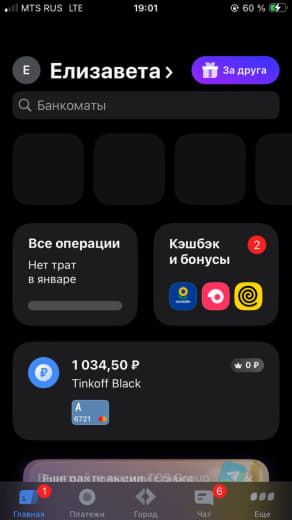 MTS RUS LTE 19:01 60 %
Е Елизавета › За друга
Банкоматы
Все операции
Нет трат
в январе
Кэшбэк
и бонусы
2
1 034,50 ₽
0 ₽
Tinkoff Black
A
6721
1
6
Главная Платежи Город Чат Еще